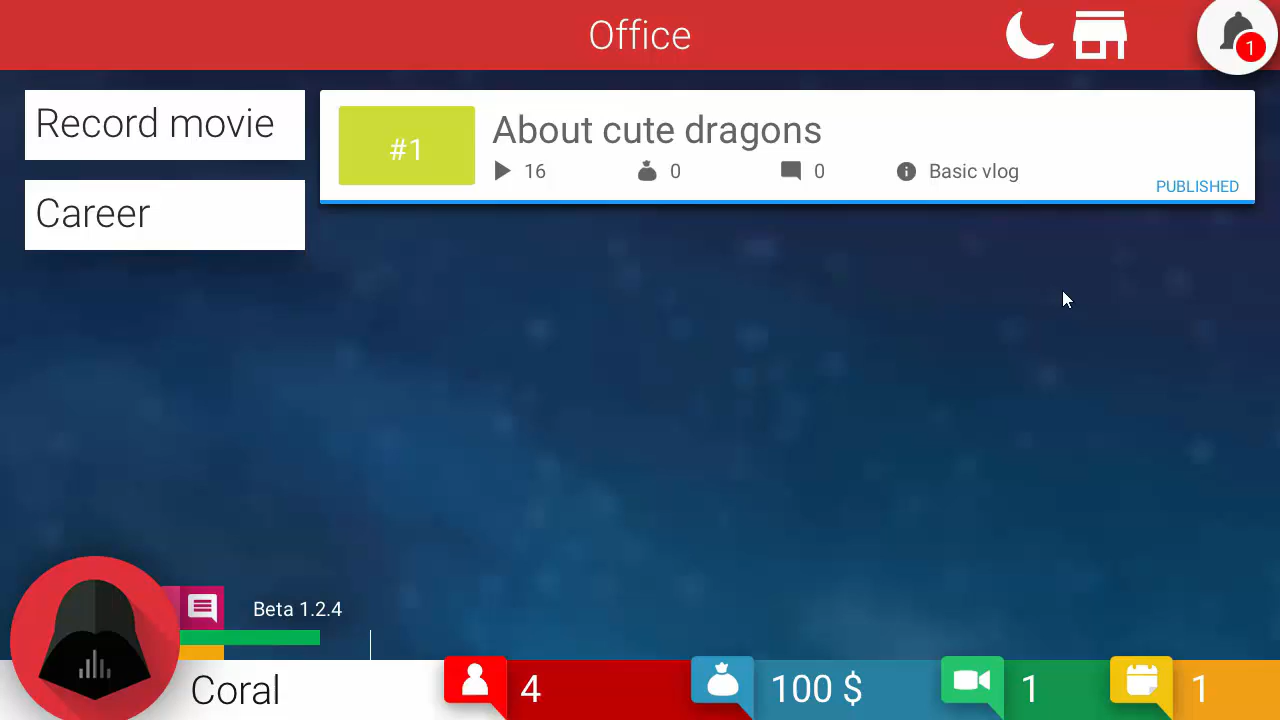 Office
1
Record movie
Career
#1
About cute dragons
16
0
0
Basic vlog
PUBLISHED
Beta 1.2.4
Coral
4
100 $
1
1